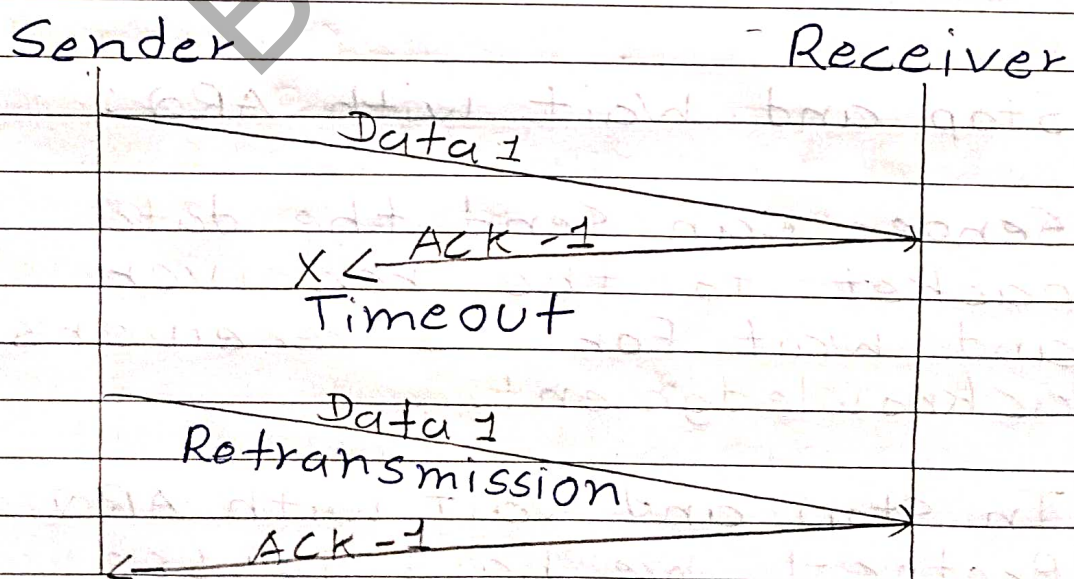 Sender Receiver
Data 1
ACK-1
X
Timeout
Data 1
Retransmission
ACK-1